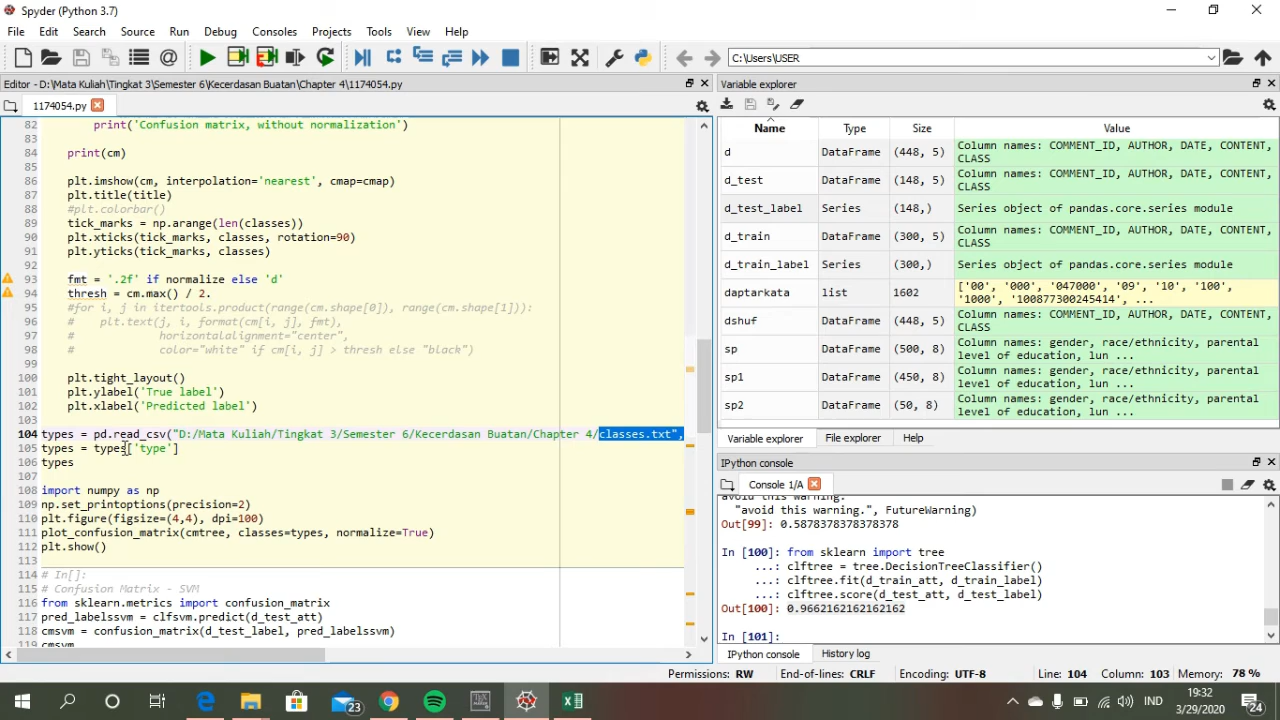 Spyder (Python 3.7)
File Edit Search Source Run Debug Consoles Projects Tools View Help
C:\Users\USER
Editor - D:\Mata Kuliah\Tingkat 3\Semester 6\Kecerdasan Buatan\Chapter 4\1174054.py
1174054.py
82 print('Confusion matrix, without normalization')
83
84 print(cm)
85
86 plt.imshow(cm, interpolation='nearest', cmap=cmap)
87 plt.title(title)
88 #plt.colorbar()
89 tick_marks = np.arange(len(classes))
90 plt.xticks(tick_marks, classes, rotation=90)
91 plt.yticks(tick_marks, classes)
92
93 fmt = '.2f' if normalize else 'd'
94 thresh = cm.max() / 2.
95 #for i, j in itertools.product(range(cm.shape[0]), range(cm.shape[1])):
96 # plt.text(j, i, format(cm[i, j], fmt),
97 # horizontalalignment="center",
98 # color="white" if cm[i, j] > thresh else "black")
99
100 plt.tight_layout()
101 plt.ylabel('True label')
102 plt.xlabel('Predicted label')
103
104 types = pd.read_csv("D:/Mata Kuliah/Tingkat 3/Semester 6/Kecerdasan Buatan/Chapter 4/classes.txt",
105 types = types['type']
106 types
107
108 import numpy as np
109 np.set_printoptions(precision=2)
110 plt.figure(figsize=(4,4), dpi=100)
111 plot_confusion_matrix(cmtree, classes=types, normalize=True)
112 plt.show()
113
114 # In[]:
115 # Confusion Matrix - SVM
116 from sklearn.metrics import confusion_matrix
117 pred_labelssvm = clfsvm.predict(d_test_att)
118 cmsvm = confusion_matrix(d_test_label, pred_labelssvm)
119 cmsvm
Variable explorer
Name Type Size Value
d DataFrame (448, 5) Column names: COMMENT_ID, AUTHOR, DATE, CONTENT,
CLASS
d_test DataFrame (148, 5) Column names: COMMENT_ID, AUTHOR, DATE, CONTENT,
CLASS
d_test_label Series (148,) Series object of pandas.core.series module
d_train DataFrame (300, 5) Column names: COMMENT_ID, AUTHOR, DATE, CONTENT,
CLASS
d_train_label Series (300,) Series object of pandas.core.series module
daptarkata list 1602 ['00', '000', '047000', '09', '10', '100',
'1000', '100877300245414', ...
dshuf DataFrame (448, 5) Column names: COMMENT_ID, AUTHOR, DATE, CONTENT,
CLASS
sp DataFrame (500, 8) Column names: gender, race/ethnicity, parental
level of education, lun ...
sp1 DataFrame (450, 8) Column names: gender, race/ethnicity, parental
level of education, lun ...
sp2 DataFrame (50, 8) Column names: gender, race/ethnicity, parental
level of education, lun ...
Variable explorer File explorer Help
IPython console
Console 1/A
avoid this warning.
"avoid this warning.", FutureWarning)
Out[99]: 0.5878378378378378
In [100]: from sklearn import tree
...: clftree = tree.DecisionTreeClassifier()
...: clftree.fit(d_train_att, d_train_label)
...: clftree.score(d_test_att, d_test_label)
Out[100]: 0.9662162162162162
In [101]:
IPython console History log
Permissions: RW End-of-lines: CRLF Encoding: UTF-8 Line: 104 Column: 103 Memory: 78 %
23
IND
19:32
3/29/2020
24